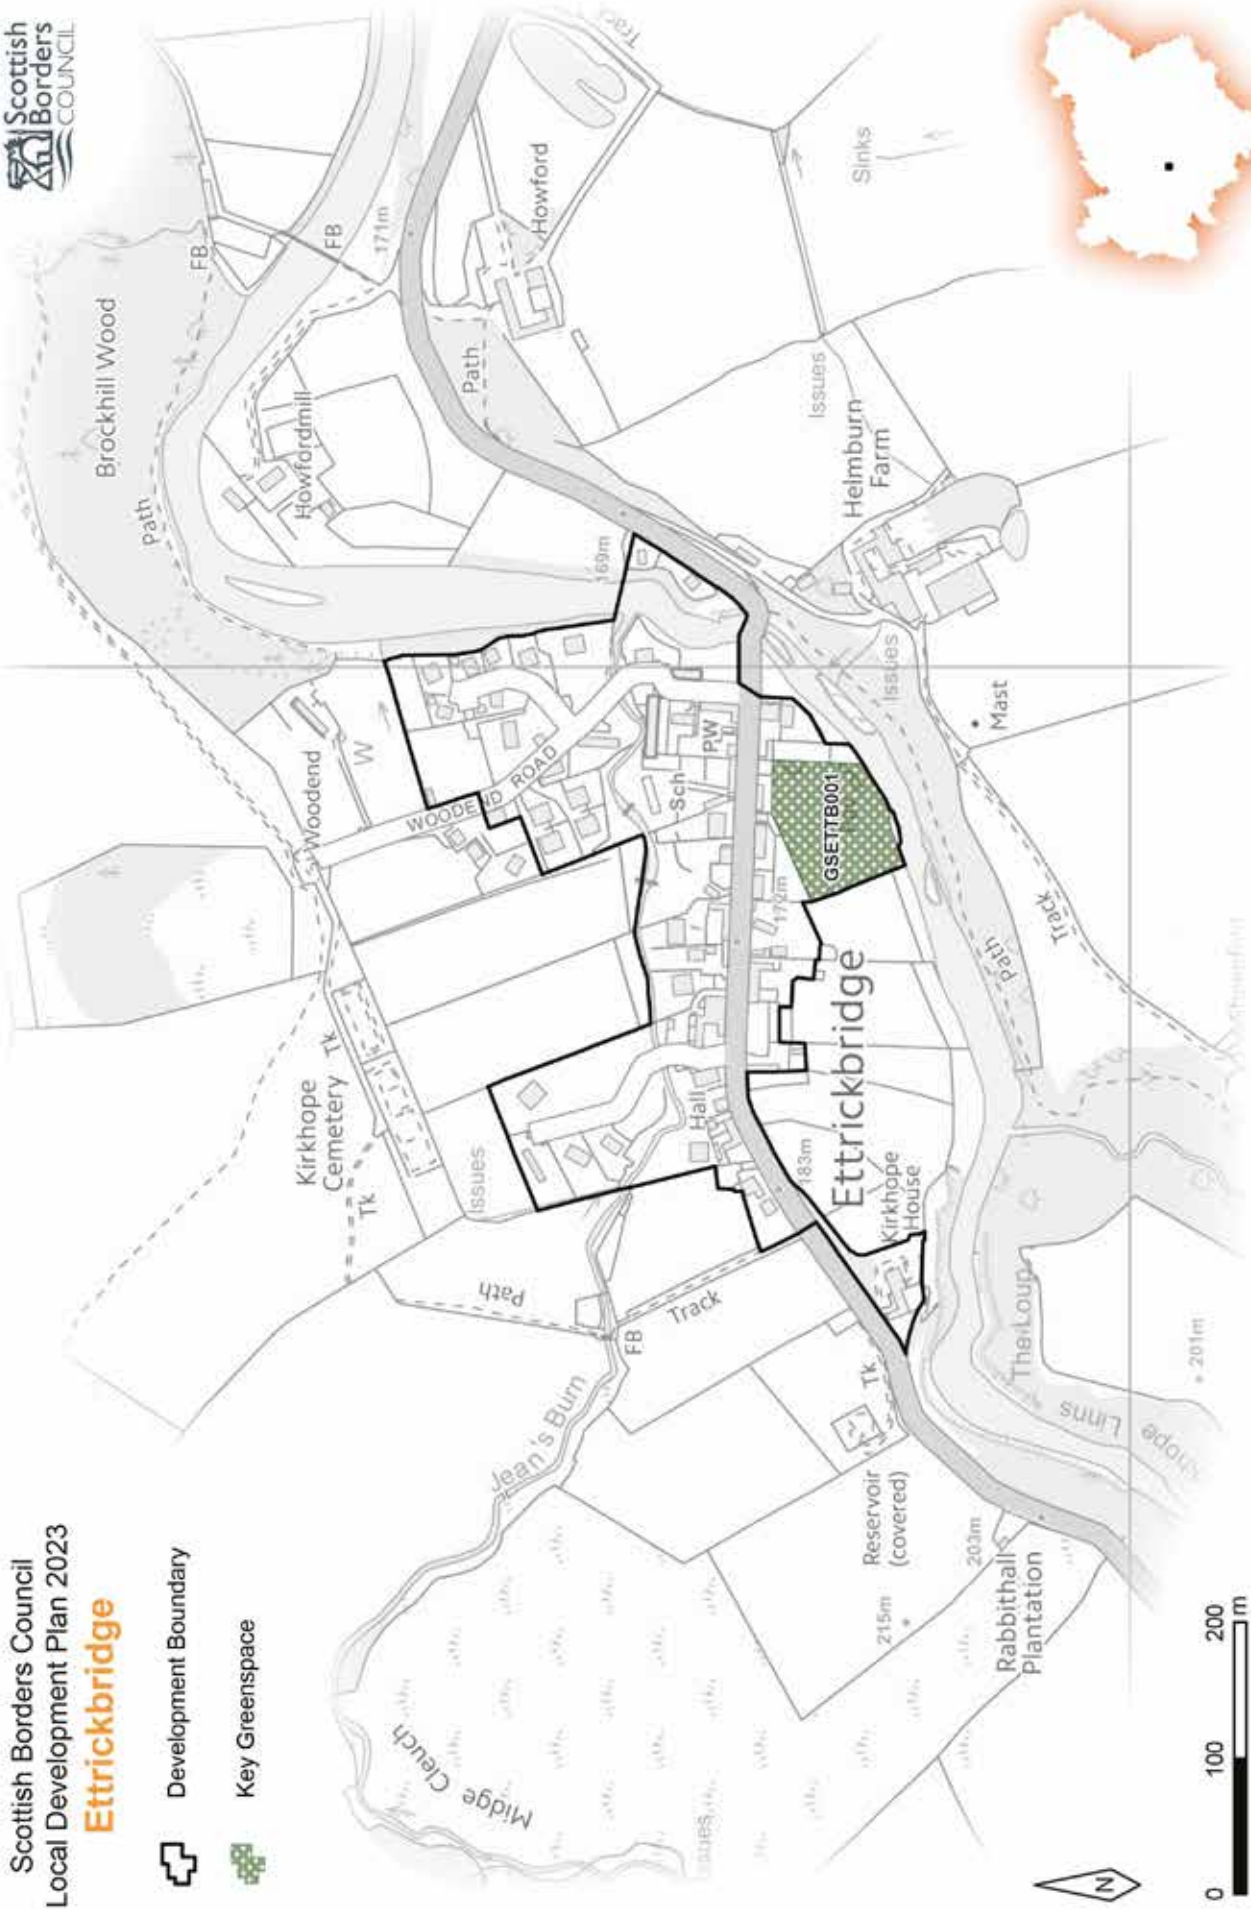 Scottish Borders Council
Local Development Plan 2023
Ettrickbridge
Development Boundary
Key Greenspace
Scottish
Borders
COUNCIL
Brockhill Wood
Path
FB
FB
171m
Howfordmill
Howford
Path
Track
Sinks
Issues
Helmburn
Farm
169m
Woodend
W
WOODEND ROAD
PW
Sch
GSETTB001
Issues
Mast
Track
Path
172m
Ettrickbridge
Kirkhope
Cemetery
Tk
Tk
Issues
Hall
183m
Kirkhope
House
Path
Track
FB
Jean's Burn
Midge Cleuch
Tk
Reservoir
(covered)
215m
203m
Rabbithall
Plantation
The Loup
Linns
201m
N
0 100 200
m